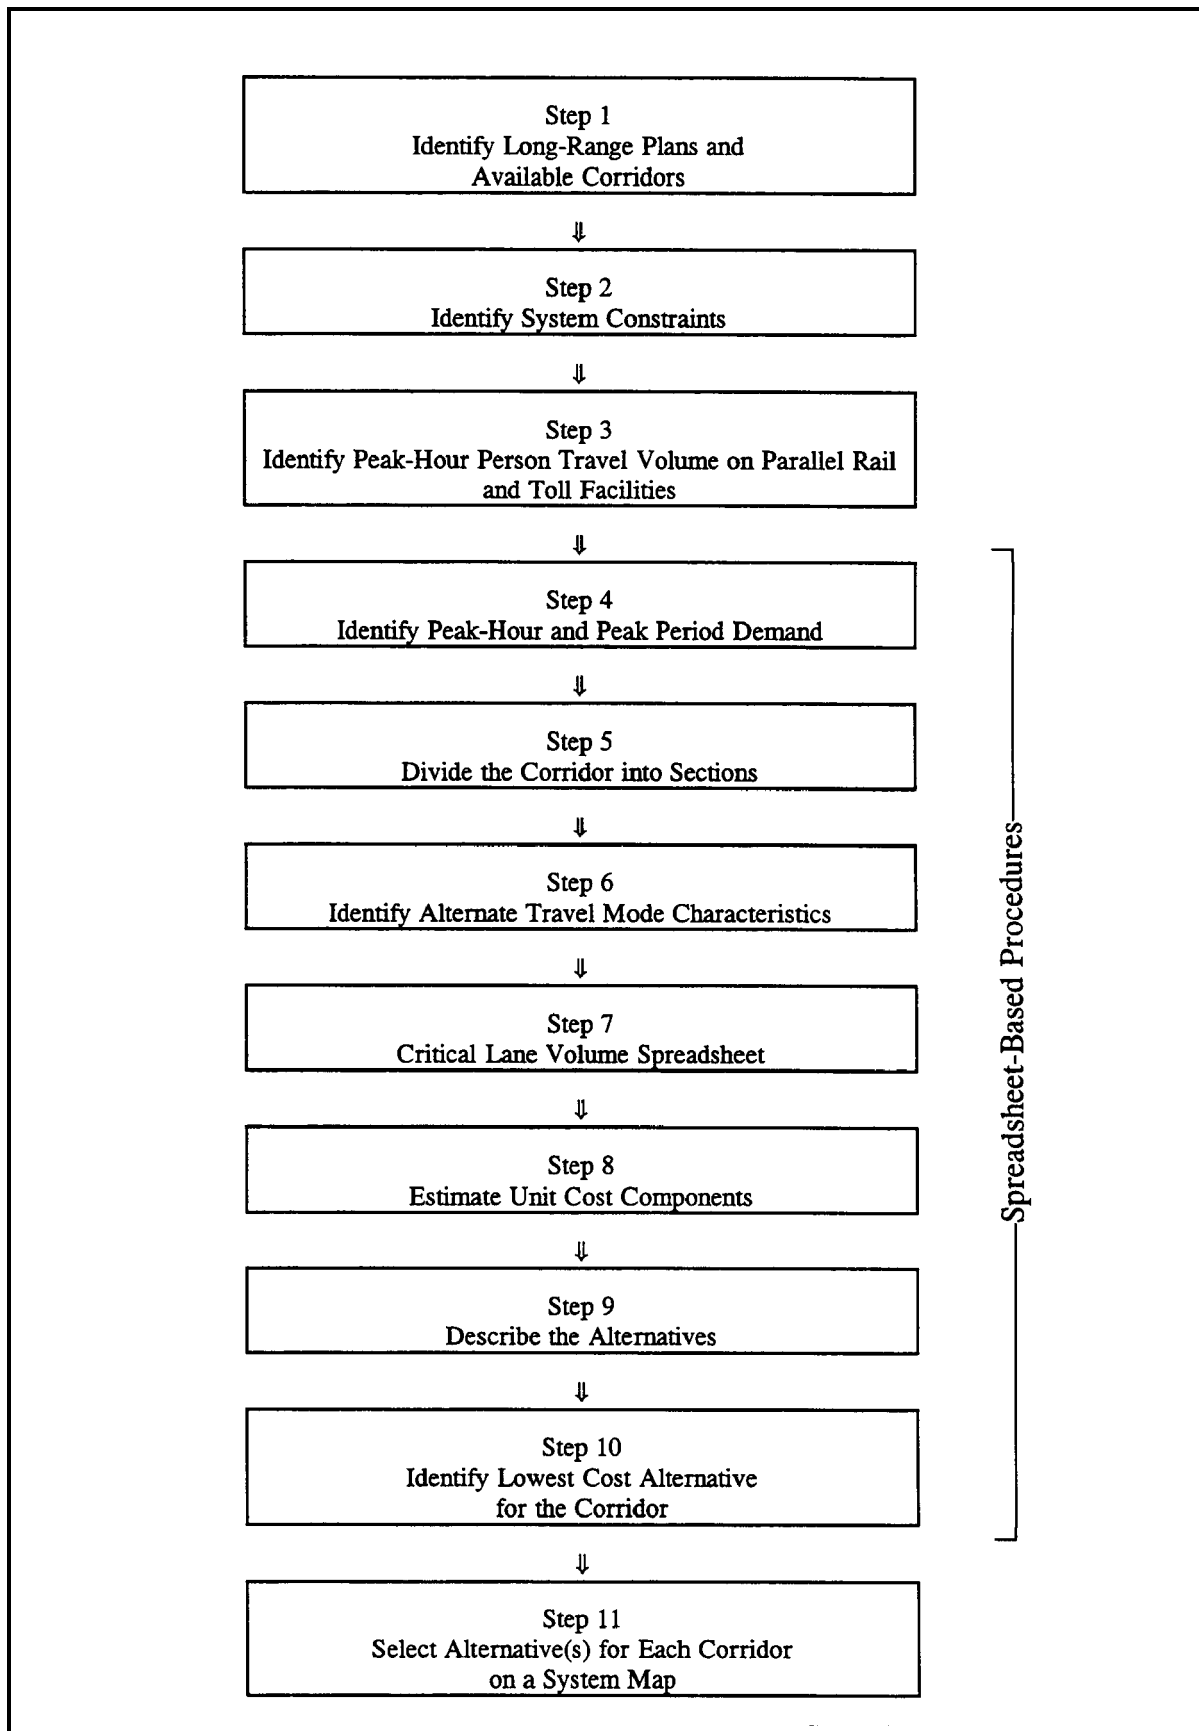 Step 1
Identify Long-Range Plans and
Available Corridors
⇓
Step 2
Identify System Constraints
⇓
Step 3
Identify Peak-Hour Person Travel Volume on Parallel Rail
and Toll Facilities
⇓
Step 4
Identify Peak-Hour and Peak Period Demand
⇓
Step 5
Divide the Corridor into Sections
⇓
Step 6
Identify Alternate Travel Mode Characteristics
⇓
Step 7
Critical Lane Volume Spreadsheet
⇓
Step 8
Estimate Unit Cost Components
⇓
Step 9
Describe the Alternatives
⇓
Step 10
Identify Lowest Cost Alternative
for the Corridor
⇓
Step 11
Select Alternative(s) for Each Corridor
on a System Map
Spreadsheet-Based Procedures